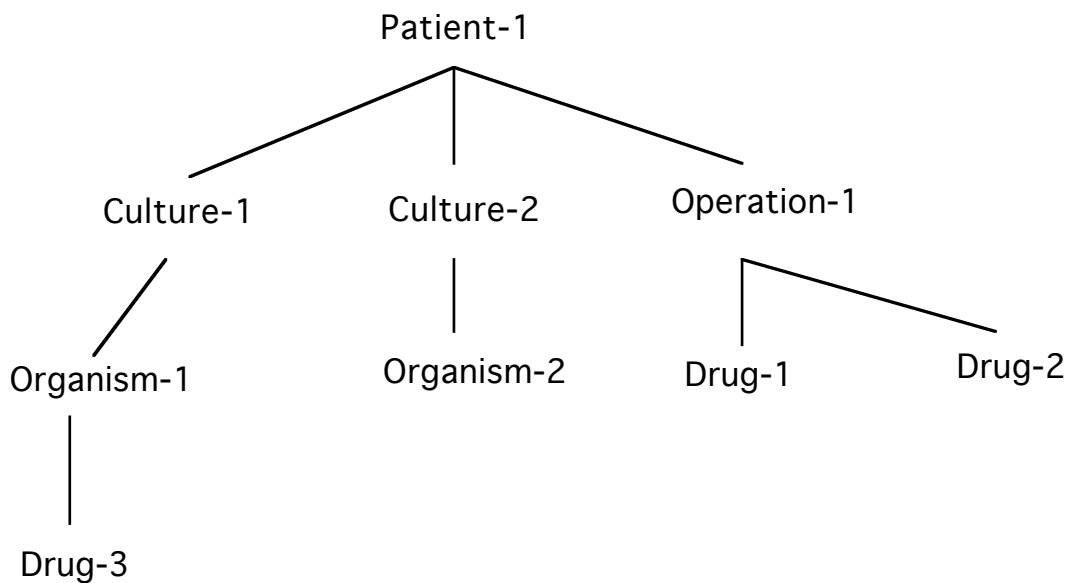 Patient-1
Culture-1
Culture-2
Operation-1
Organism-1
Organism-2
Drug-1
Drug-2
Drug-3